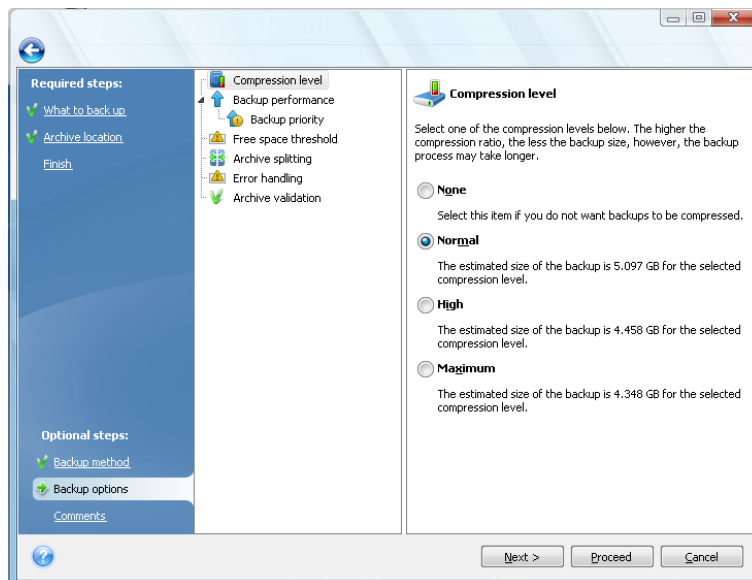 Required steps:
What to back up
Archive location
Finish
Optional steps:
Backup method
Backup options
Comments
Compression level
Backup performance
Backup priority
Free space threshold
Archive splitting
Error handling
Archive validation
Compression level
Select one of the compression levels below. The higher the
compression ratio, the less the backup size, however, the backup
process may take longer.
None
Select this item if you do not want backups to be compressed.
Normal
The estimated size of the backup is 5.097 GB for the selected
compression level.
High
The estimated size of the backup is 4.458 GB for the selected
compression level.
Maximum
The estimated size of the backup is 4.348 GB for the selected
compression level.
Next >
Proceed
Cancel